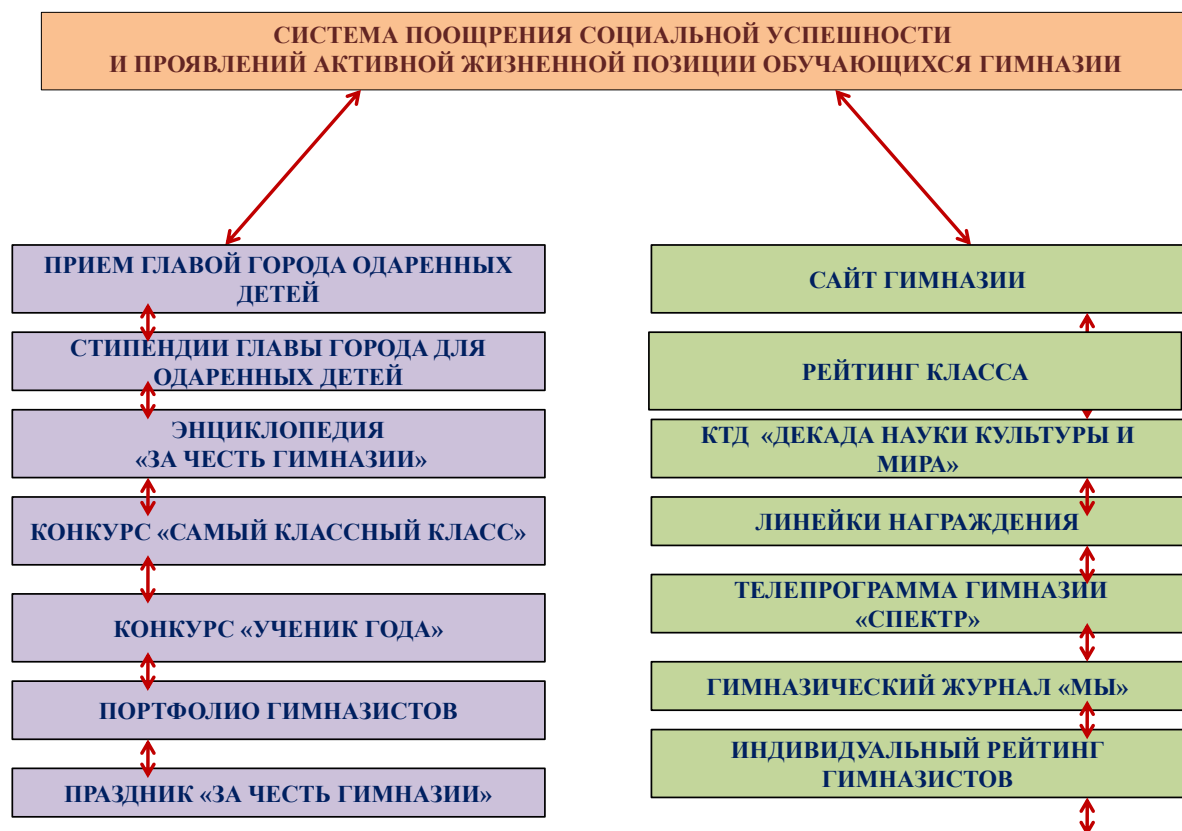 СИСТЕМА ПООЩРЕНИЯ СОЦИАЛЬНОЙ УСПЕШНОСТИ
И ПРОЯВЛЕНИЙ АКТИВНОЙ ЖИЗНЕННОЙ ПОЗИЦИИ ОБУЧАЮЩИХСЯ ГИМНАЗИИ
ПРИЕМ ГЛАВОЙ ГОРОДА ОДАРЕННЫХ
ДЕТЕЙ
СТИПЕНДИИ ГЛАВЫ ГОРОДА ДЛЯ
ОДАРЕННЫХ ДЕТЕЙ
ЭНЦИКЛОПЕДИЯ
«ЗА ЧЕСТЬ ГИМНАЗИИ»
КОНКУРС «САМЫЙ КЛАССНЫЙ КЛАСС»
КОНКУРС «УЧЕНИК ГОДА»
ПОРТФОЛИО ГИМНАЗИСТОВ
ПРАЗДНИК «ЗА ЧЕСТЬ ГИМНАЗИИ»
САЙТ ГИМНАЗИИ
РЕЙТИНГ КЛАССА
КТД «ДЕКАДА НАУКИ КУЛЬТУРЫ И
МИРА»
ЛИНЕЙКИ НАГРАЖДЕНИЯ
ТЕЛЕПРОГРАММА ГИМНАЗИИ
«СПЕКТР»
ГИМНАЗИЧЕСКИЙ ЖУРНАЛ «МЫ»
ИНДИВИДУАЛЬНЫЙ РЕЙТИНГ
ГИМНАЗИСТОВ